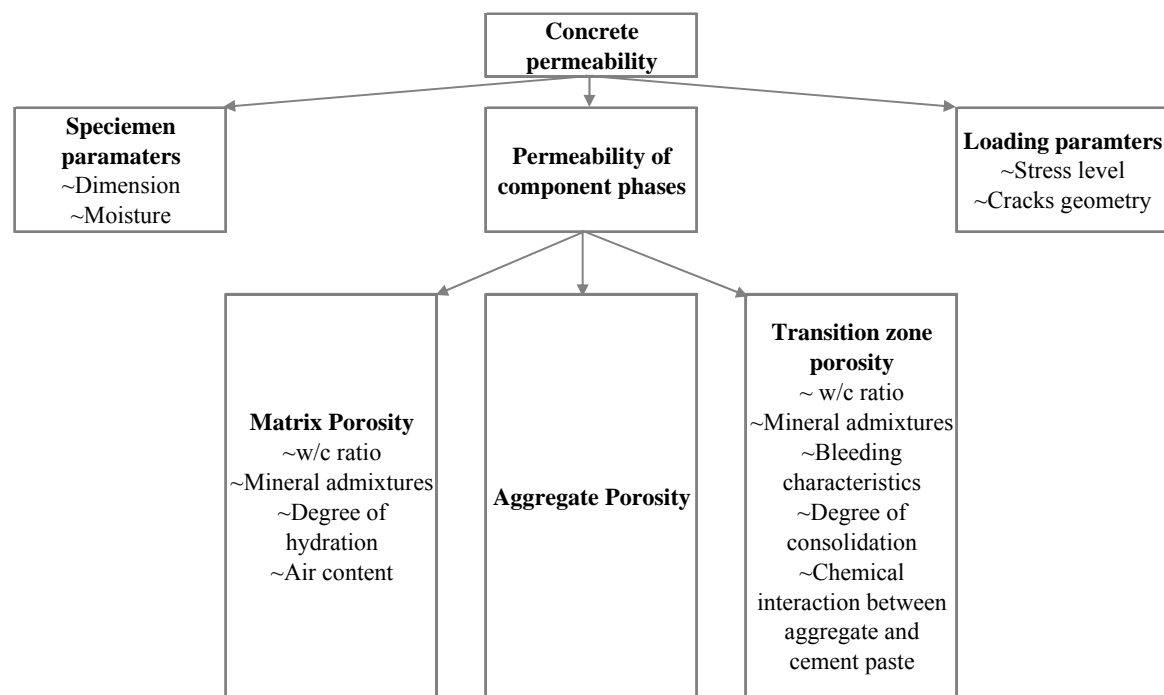 Concrete
permeability
Speciemen
paramaters
~Dimension
~Moisture
Permeability of
component phases
Loading paramters
~Stress level
~Cracks geometry
Matrix Porosity
~w/c ratio
~Mineral admixtures
~Degree of
hydration
~Air content
Aggregate Porosity
Transition zone
porosity
~ w/c ratio
~Mineral admixtures
~Bleeding
characteristics
~Degree of
consolidation
~Chemical
interaction between
aggregate and
cement paste